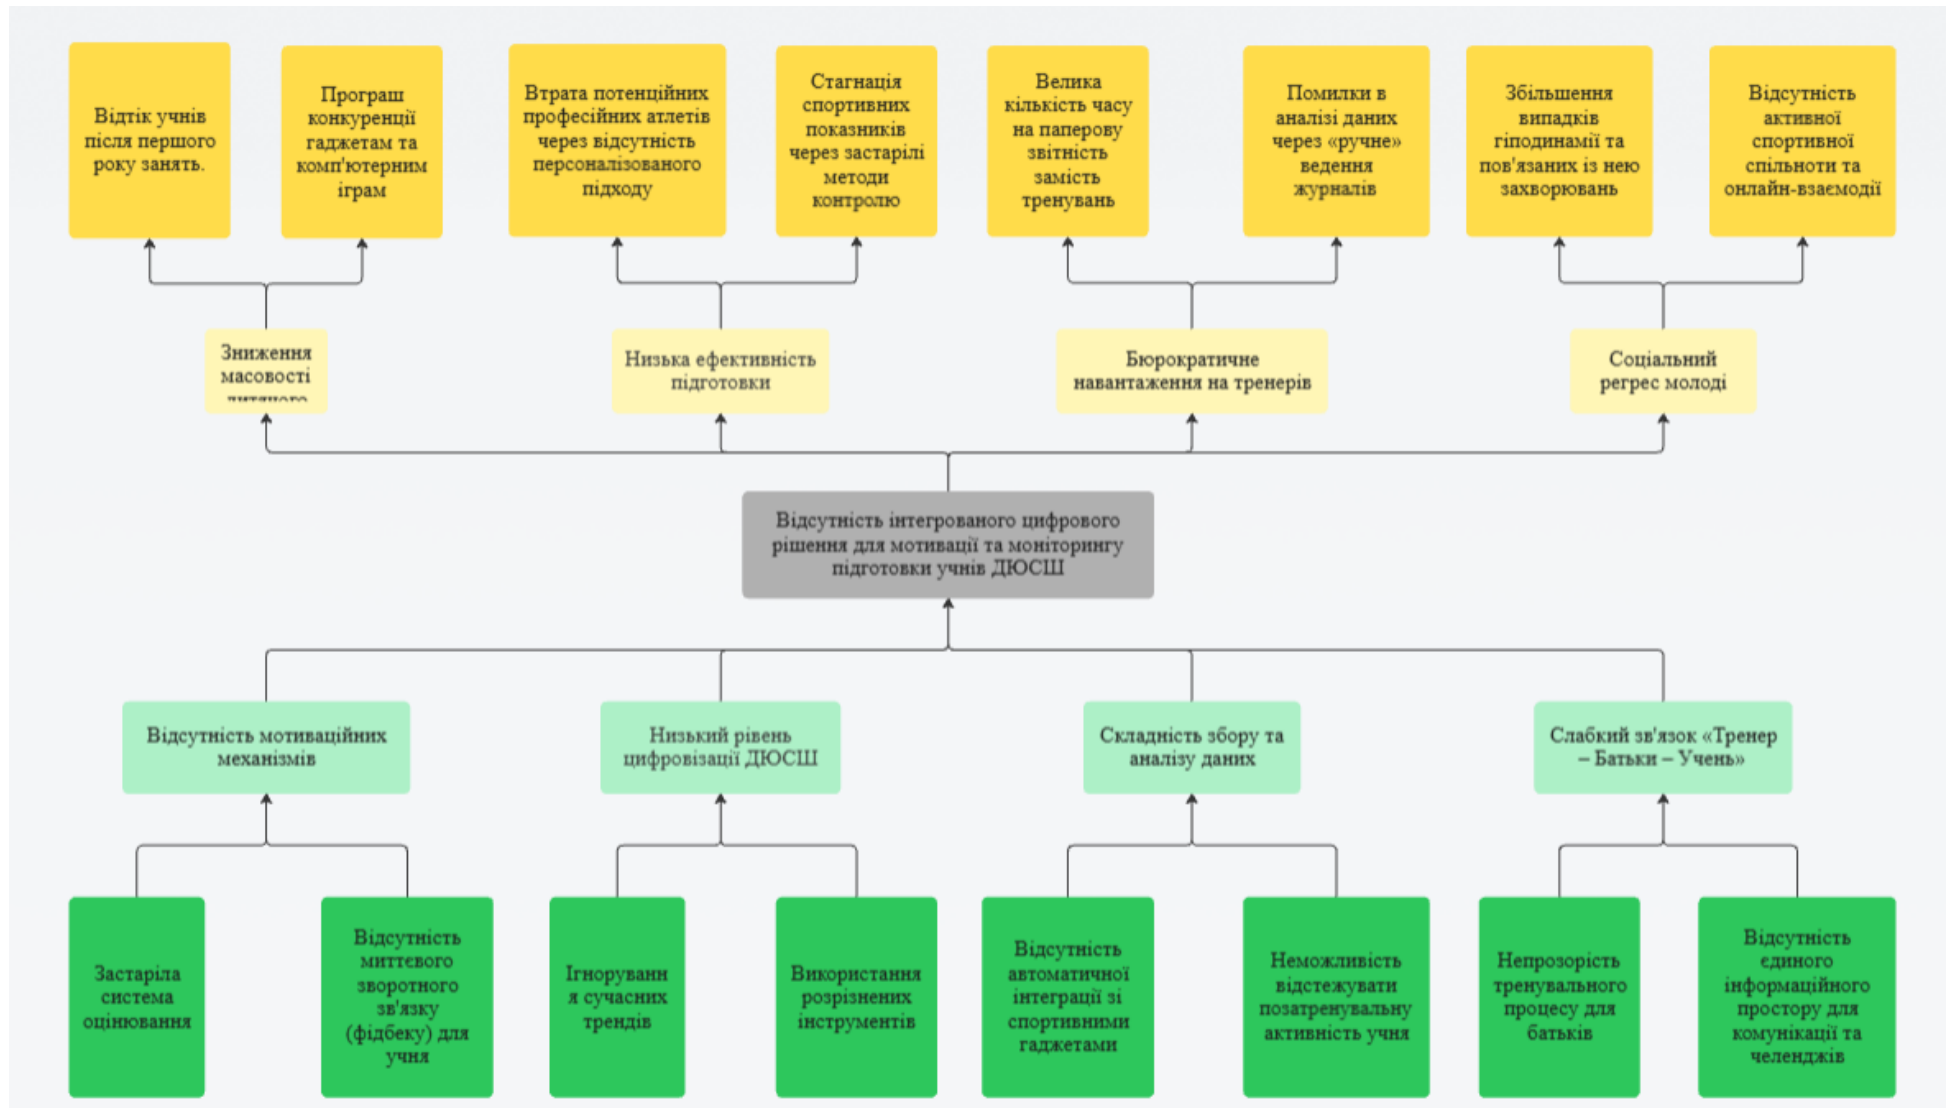 Відтік учнів
після першого
року занять.
Програш
конкуренції
гаджетам та
комп'ютерним
іграм
Втрата потенційних
професійних атлетів
через відсутність
персоналізованого
підходу
Стагнація
спортивних
показників
через застарілі
методи
контролю
Велика
кількість часу
на паперову
звітність
замість
тренувань
Помилки в
аналізі даних
через «ручне»
ведення
журналів
Збільшення
випадків
гіподинамії та
пов'язаних із нею
захворювань
Відсутність
активної
спортивної
спільноти та
онлайн-взаємодії
Зниження
масовості
Низька ефективність
підготовки
Бюрократичне
навантаження на тренерів
Соціальний
регрес молоді
Відсутність інтегрованого цифрового
рішення для мотивації та моніторингу
підготовки учнів ДЮСШ
Відсутність мотиваційних
механізмів
Низький рівень
цифровізації ДЮСШ
Складність збору та
аналізу даних
Слабкий зв'язок «Тренер
– Батьки – Учень»
Застаріла
система
оцінювання
Відсутність
миттєвого
зворотного
зв'язку
(фідбеку) для
учня
Ігноруванн
я сучасних
трендів
Використання
розрізнених
інструментів
Відсутність
автоматичної
інтеграції зі
спортивними
гаджетами
Неможливість
відстежувати
позатренувальну
активність учня
Непрозорість
тренувального
процесу для
батьків
Відсутність
єдиного
інформаційного
простору для
комунікації та
челенджів